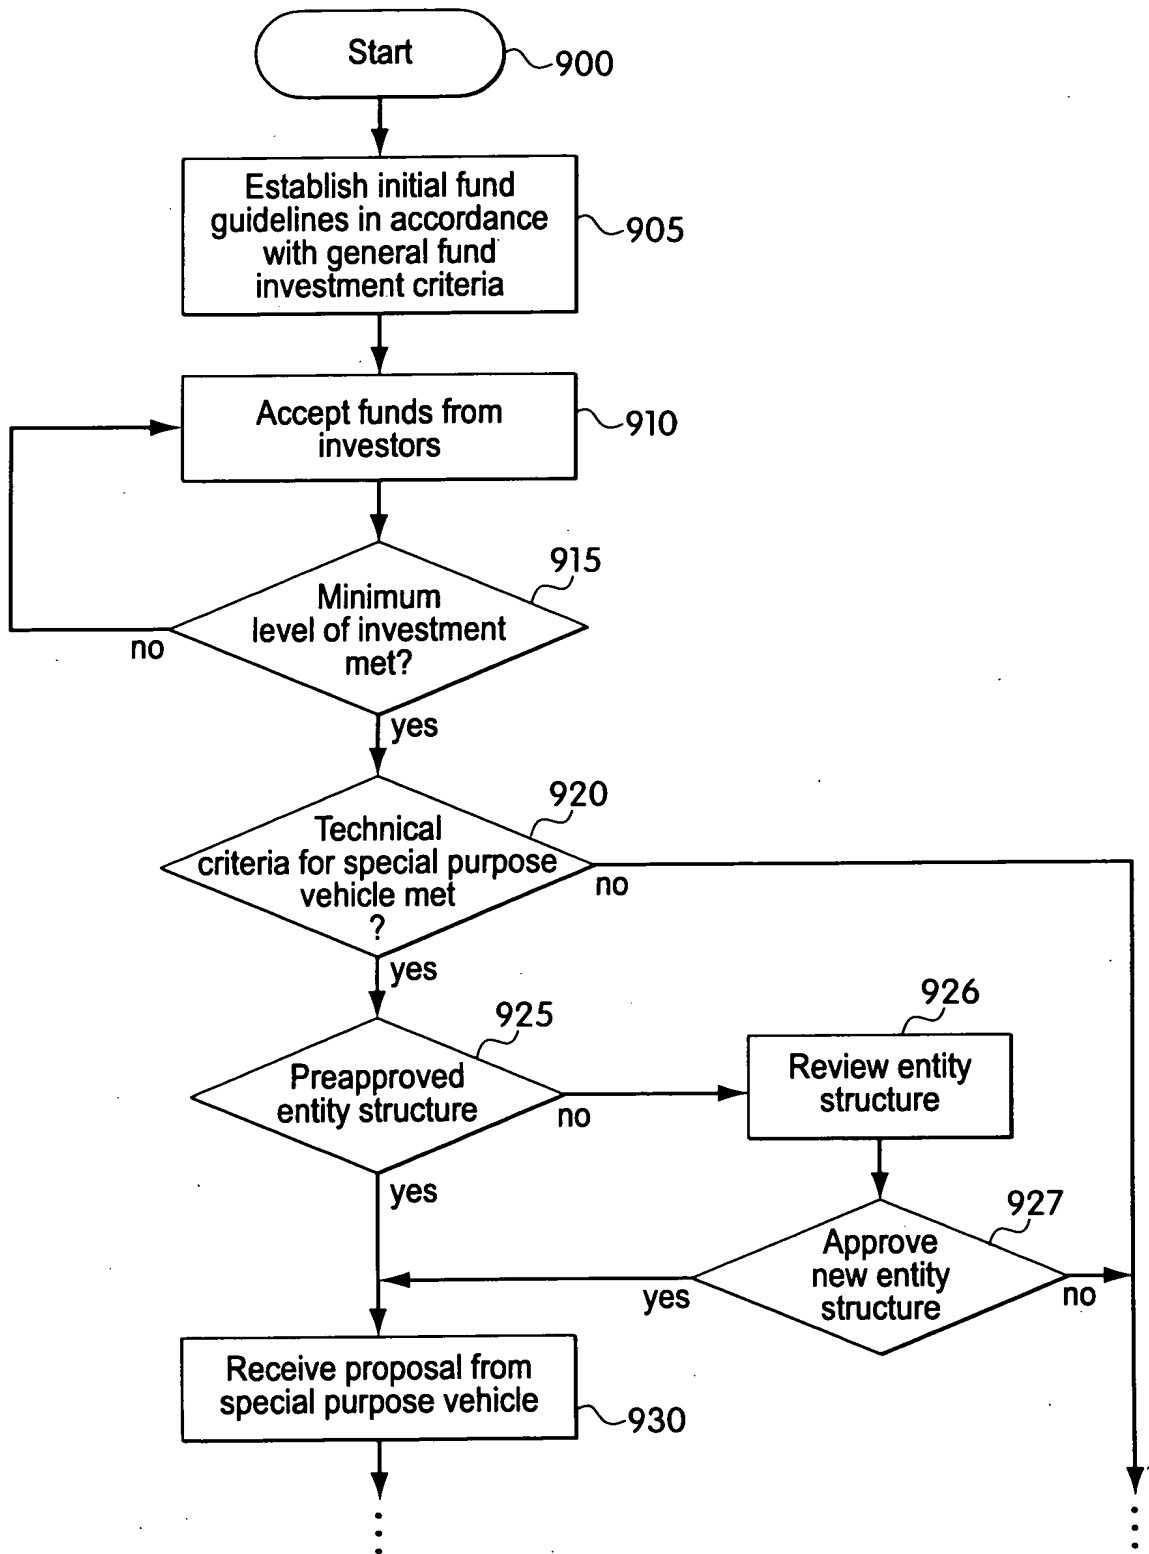 Start
900
Establish initial fund
guidelines in accordance
with general fund
investment criteria
905
Accept funds from
investors
910
915
Minimum
level of investment
met?
no
yes
920
Technical
criteria for special purpose
vehicle met
?
no
yes
925
Preapproved
entity structure
no
yes
926
Review entity
structure
927
Approve
new entity
structure
yes
no
Receive proposal from
special purpose vehicle
930